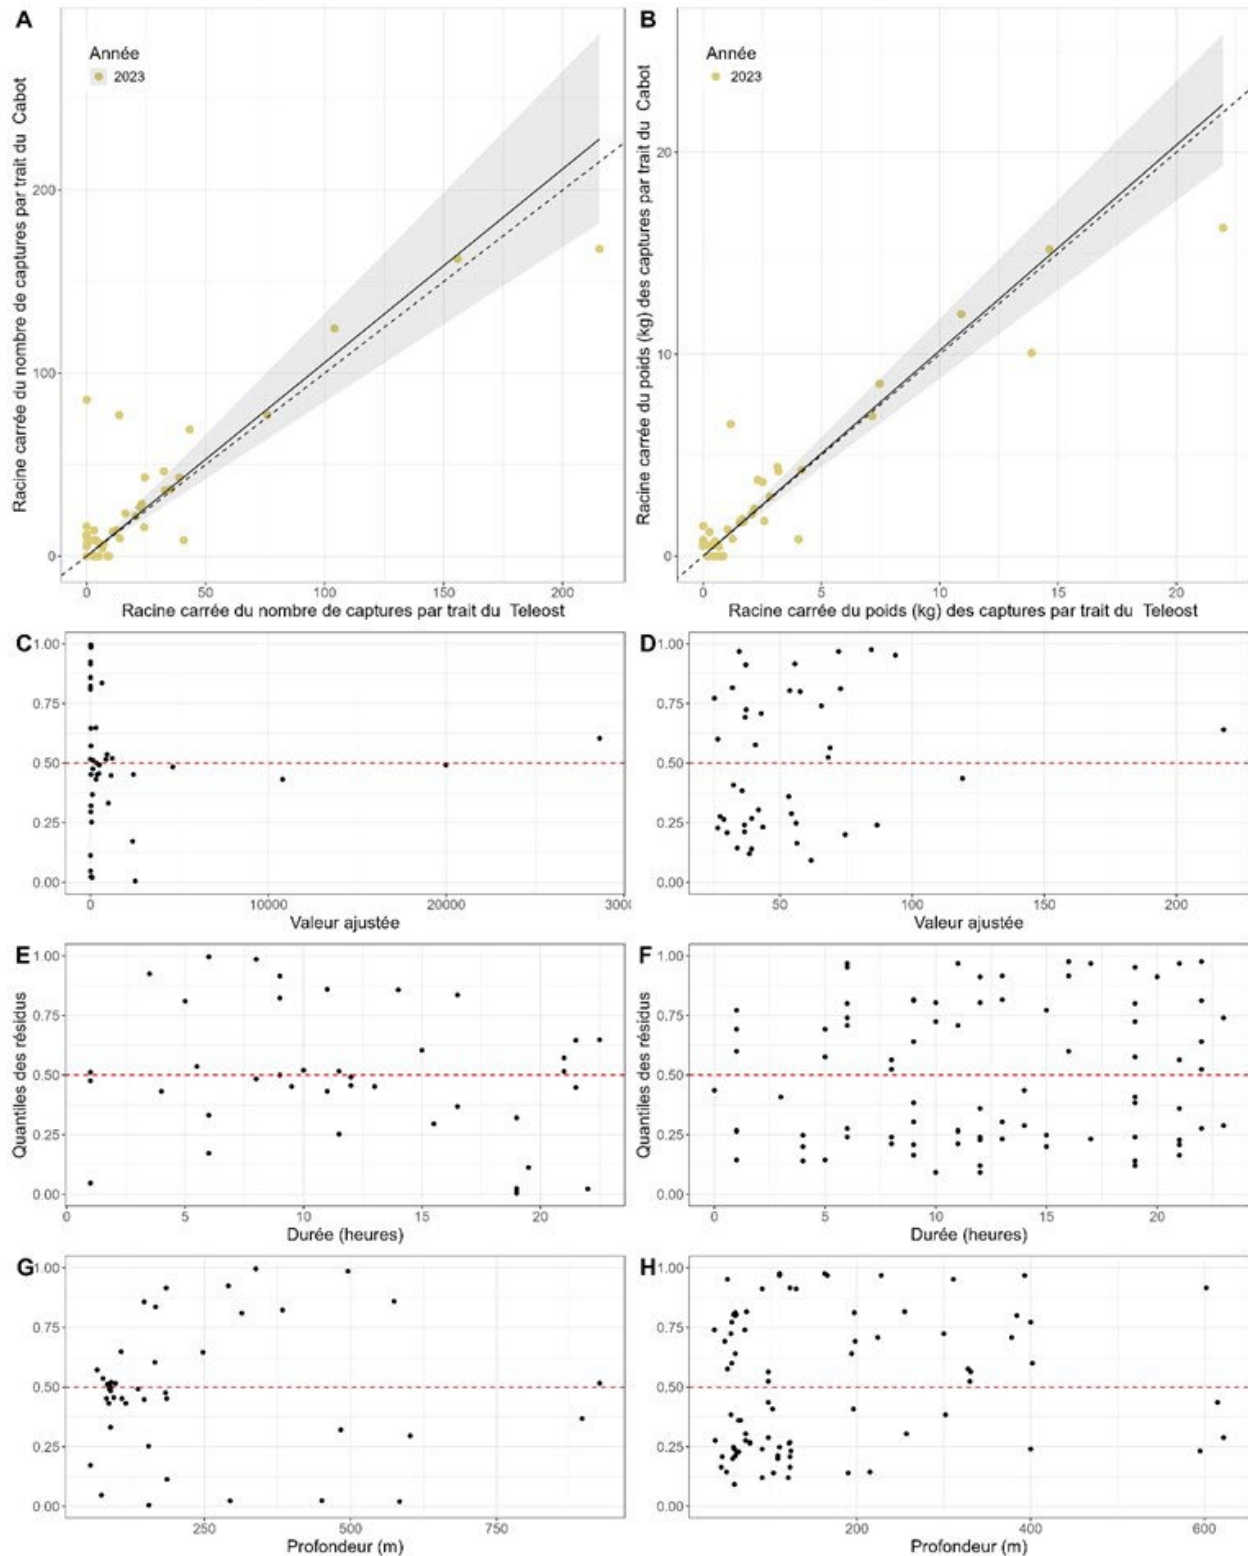 A
Année
2023
Racine carrée du nombre de captures par trait du Cabot
200
100
0
0 50 100 150 200
Racine carrée du nombre de captures par trait du Teleost
B
Année
2023
Racine carrée du poids (kg) des captures par trait du Cabot
20
10
0
0 5 10 15 20
Racine carrée du poids (kg) des captures par trait du Teleost
C
1.00
0.75
0.50
0.25
0.00
0 10000 20000 3000
Valeur ajustée
D
1.00
0.75
0.50
0.25
0.00
50 100 150 200
Valeur ajustée
E
1.00
0.75
0.50
0.25
0.00
Quantiles des résidus
0 5 10 15 20
Durée (heures)
F
1.00
0.75
0.50
0.25
0.00
Quantiles des résidus
0 5 10 15 20
Durée (heures)
G
1.00
0.75
0.50
0.25
0.00
250 500 750
Profondeur (m)
H
1.00
0.75
0.50
0.25
0.00
200 400 600
Profondeur (m)